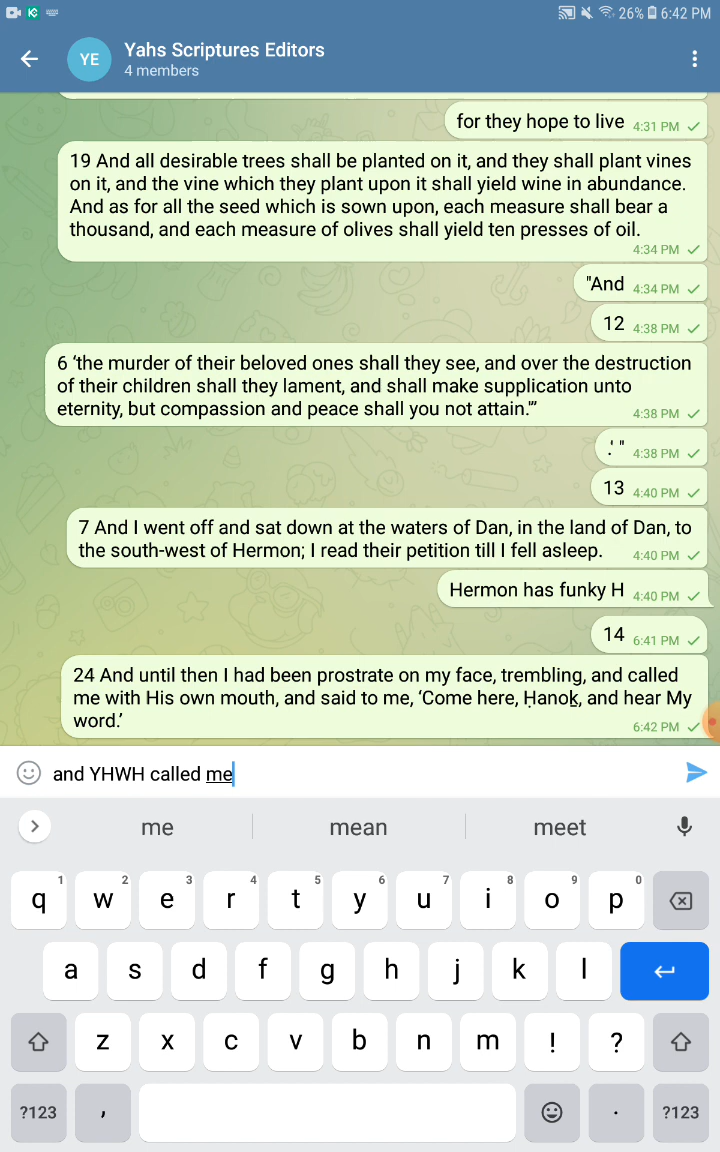 26% 6:42 PM
YE
Yahs Scriptures Editors
4 members
for they hope to live 4:31 PM
19 And all desirable trees shall be planted on it, and they shall plant vines
on it, and the vine which they plant upon it shall yield wine in abundance.
And as for all the seed which is sown upon, each measure shall bear a
thousand, and each measure of olives shall yield ten presses of oil.
4:34 PM
"And 4:34 PM
12 4:38 PM
6 ‘the murder of their beloved ones shall they see, and over the destruction
of their children shall they lament, and shall make supplication unto
eternity, but compassion and peace shall you not attain.’”
4:38 PM
.' " 4:38 PM
13 4:40 PM
7 And I went off and sat down at the waters of Dan, in the land of Dan, to
the south-west of Hermon; I read their petition till I fell asleep.
4:40 PM
Hermon has funky H 4:40 PM
14 6:41 PM
24 And until then I had been prostrate on my face, trembling, and called
me with His own mouth, and said to me, ‘Come here, Ḥanoḵ, and hear My
word.’
6:42 PM
and YHWH called me
me mean meet
1 2 3 4 5 6 7 8 9 0
q w e r t y u i o p
a s d f g h j k l
z x c v b n m ! ?
?123 , . ?123